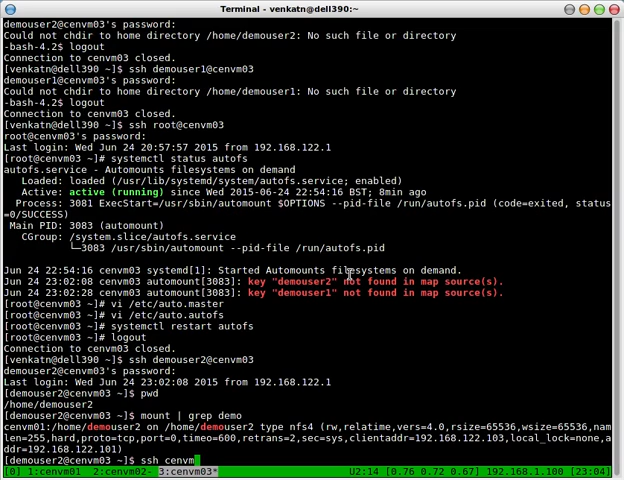 Terminal - venkatn@dell390:~
demouser2@cenvm03's password:
Could not chdir to home directory /home/demouser2: No such file or directory
-bash-4.2$ logout
Connection to cenvm03 closed.
[venkatn@dell390 ~]$ ssh demouser1@cenvm03
demouser1@cenvm03's password:
Could not chdir to home directory /home/demouser1: No such file or directory
-bash-4.2$ logout
Connection to cenvm03 closed.
[venkatn@dell390 ~]$ ssh root@cenvm03
root@cenvm03's password:
Last login: Wed Jun 24 20:57:57 2015 from 192.168.122.1
[root@cenvm03 ~]# systemctl status autofs
autofs.service - Automounts filesystems on demand
Loaded: loaded (/usr/lib/systemd/system/autofs.service; enabled)
Active: active (running) since Wed 2015-06-24 22:54:16 BST; 8min ago
Process: 3081 ExecStart=/usr/sbin/automount $OPTIONS --pid-file /run/autofs.pid (code=exited, status
=0/SUCCESS)
Main PID: 3083 (automount)
CGroup: /system.slice/autofs.service
└─3083 /usr/sbin/automount --pid-file /run/autofs.pid
Jun 24 22:54:16 cenvm03 systemd[1]: Started Automounts filesystems on demand.
Jun 24 23:02:08 cenvm03 automount[3083]: key "demouser2" not found in map source(s).
Jun 24 23:02:28 cenvm03 automount[3083]: key "demouser1" not found in map source(s).
[root@cenvm03 ~]# vi /etc/auto.master
[root@cenvm03 ~]# vi /etc/auto.autofs
[root@cenvm03 ~]# systemctl restart autofs
[root@cenvm03 ~]# logout
Connection to cenvm03 closed.
[venkatn@dell390 ~]$ ssh demouser2@cenvm03
demouser2@cenvm03's password:
Last login: Wed Jun 24 23:02:08 2015 from 192.168.122.1
[demouser2@cenvm03 ~]$ pwd
/home/demouser2
[demouser2@cenvm03 ~]$ mount | grep demo
cenvm01:/home/demouser2 on /home/demouser2 type nfs4 (rw,relatime,vers=4.0,rsize=65536,wsize=65536,nam
len=255,hard,proto=tcp,port=0,timeo=600,retrans=2,sec=sys,clientaddr=192.168.122.103,local_lock=none,a
ddr=192.168.122.101)
[demouser2@cenvm03 ~]$ ssh cenvm
[0] 1:cenvm01 2:cenvm02- 3:cenvm03* U2:14 [0.76 0.72 0.67] 192.168.1.100 [23:04]